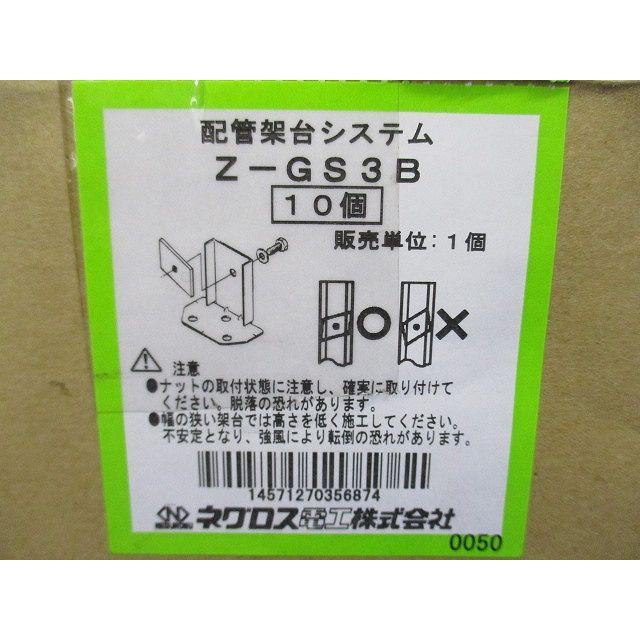 配管架台システム
Z－GS3B
10個
販売単位：1個
注意
●ナットの取付状態に注意し、確実に取り付けて
ください。脱落の恐れがあります。
●幅の狭い架台では高さを低く施工してください。
不安定となり、強風により転倒の恐れがあります。
14571270356874
ネグロス電工株式会社
0050